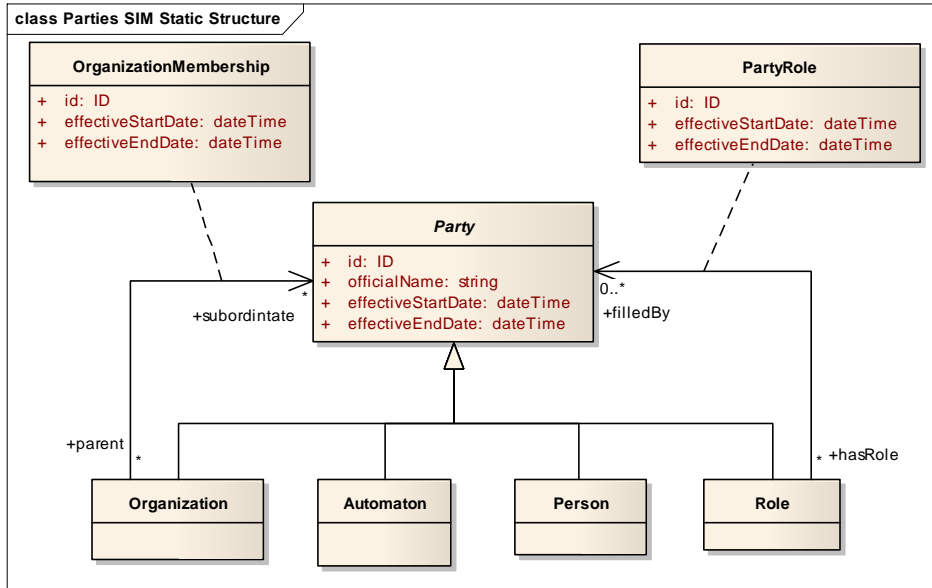 class Parties SIM Static Structure
OrganizationMembership
+ id: ID
+ effectiveStartDate: dateTime
+ effectiveEndDate: dateTime
PartyRole
+ id: ID
+ effectiveStartDate: dateTime
+ effectiveEndDate: dateTime
Party
+ id: ID
+ officialName: string
+ effectiveStartDate: dateTime
+ effectiveEndDate: dateTime
*
+subordintate
0..*
+filledBy
+parent
*
* +hasRole
Organization
Automaton
Person
Role